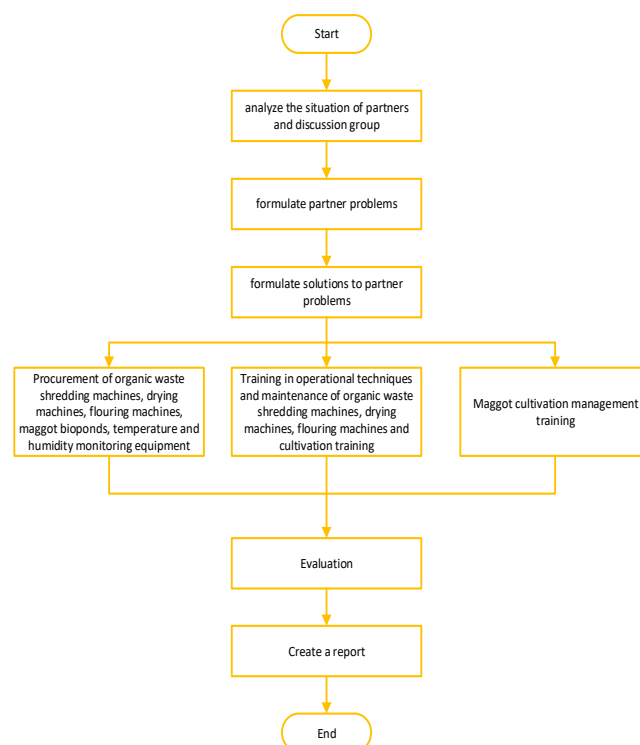 Start
analyze the situation of partners
and discussion group
formulate partner problems
formulate solutions to partner
problems
Procurement of organic waste
shredding machines, drying
machines, flouring machines,
maggot bioponds, temperature and
humidity monitoring equipment
Training in operational techniques
and maintenance of organic waste
shredding machines, drying
machines, flouring machines and
cultivation training
Maggot cultivation management
training
Evaluation
Create a report
End